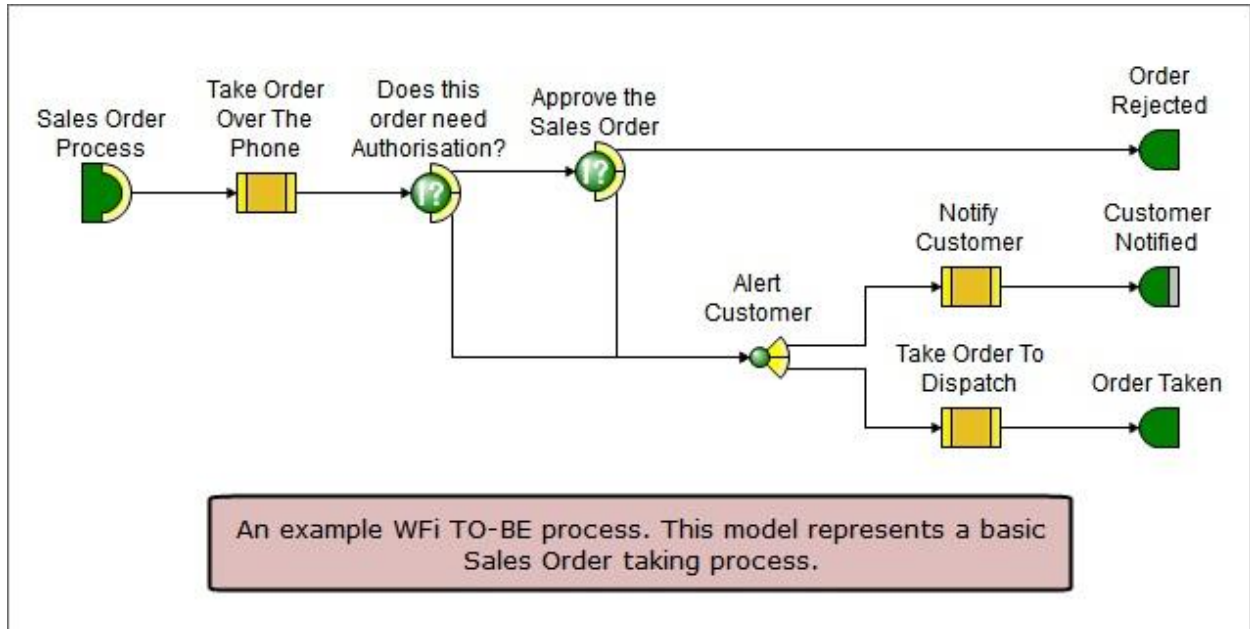 Sales Order
Process
Take Order
Over The
Phone
Does this
order need
Authorisation?
Approve the
Sales Order
Order
Rejected
Notify
Customer
Customer
Notified
Alert
Customer
Take Order To
Dispatch
Order Taken
An example WFi TO-BE process. This model represents a basic
Sales Order taking process.